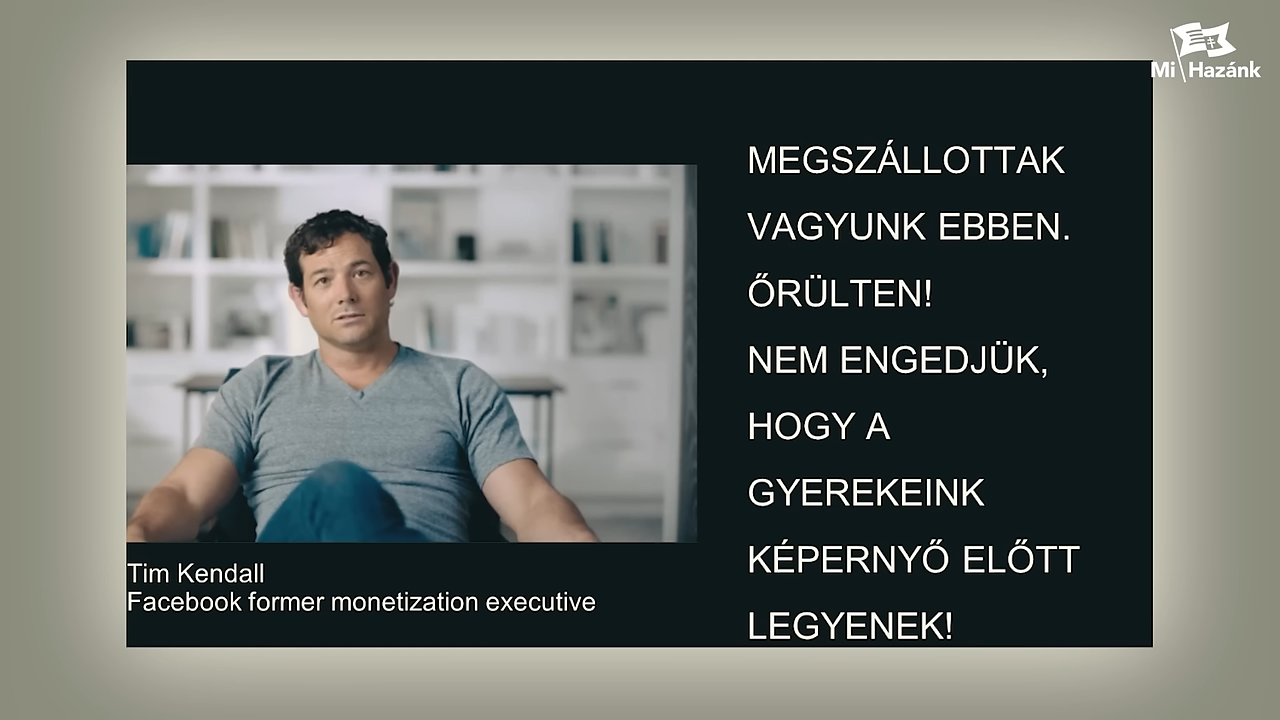 Mi Hazánk
MEGSZÁLLOTTAK
VAGYUNK EBBEN.
ŐRÜLTEN!
NEM ENGEDJÜK,
HOGY A
GYEREKEINK
KÉPERNYŐ ELŐTT
LEGYENEK!
Tim Kendall
Facebook former monetization executive